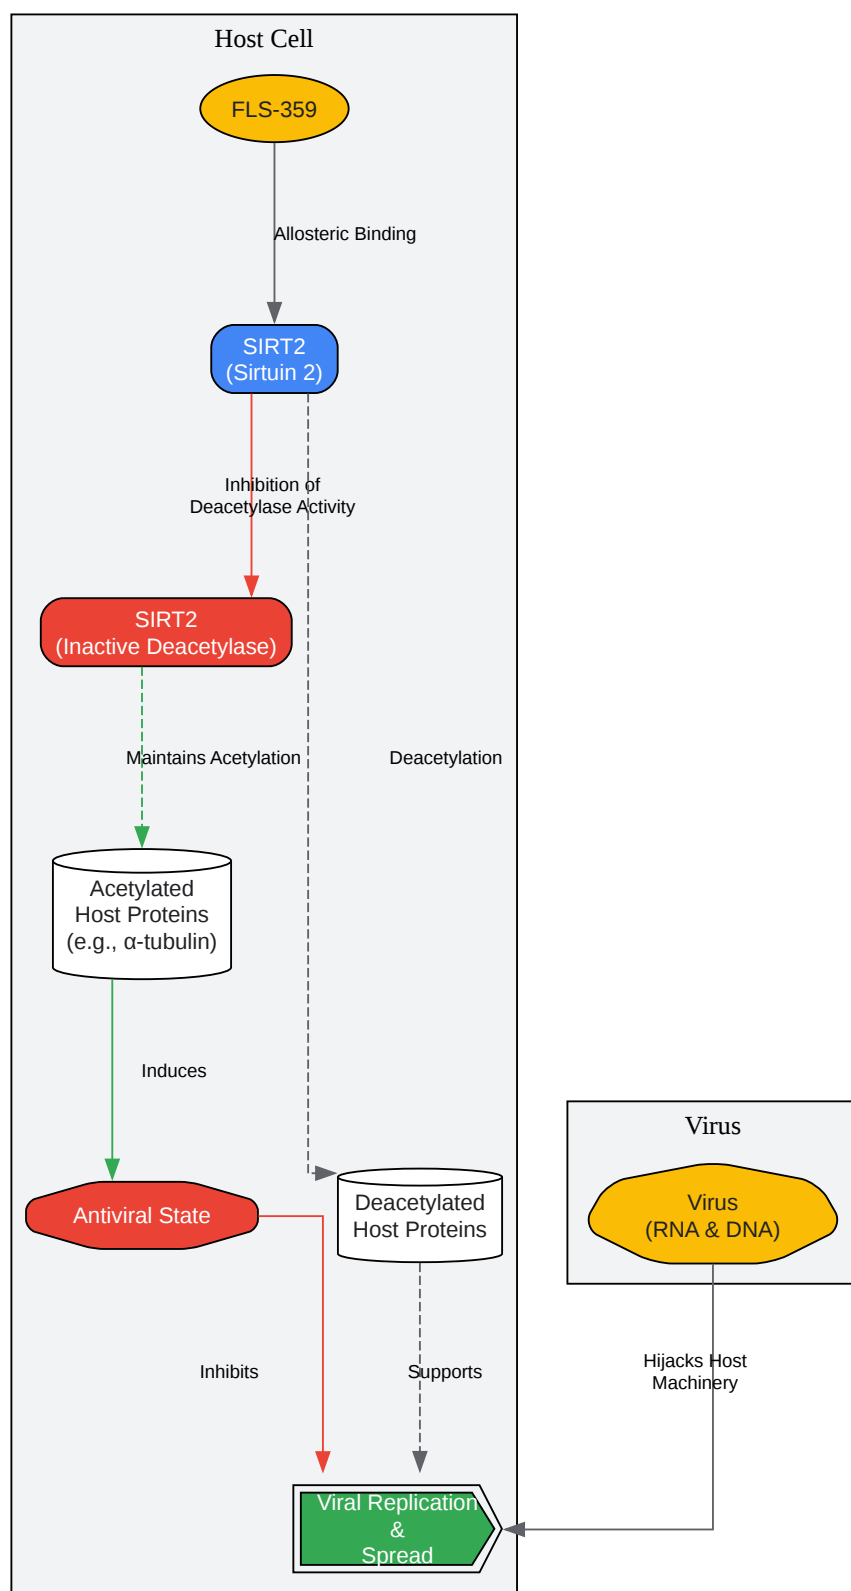 Host Cell
FLS-359
Allosteric Binding
SIRT2
(Sirtuin 2)
Inhibition of
Deacetylase Activity
SIRT2
(Inactive Deacetylase)
Maintains Acetylation
Deacetylation
Acetylated
Host Proteins
(e.g., α-tubulin)
Induces
Virus
Antiviral State
Deacetylated
Host Proteins
Virus
(RNA & DNA)
Inhibits
Supports
Hijacks Host
Machinery
Viral Replication
&
Spread